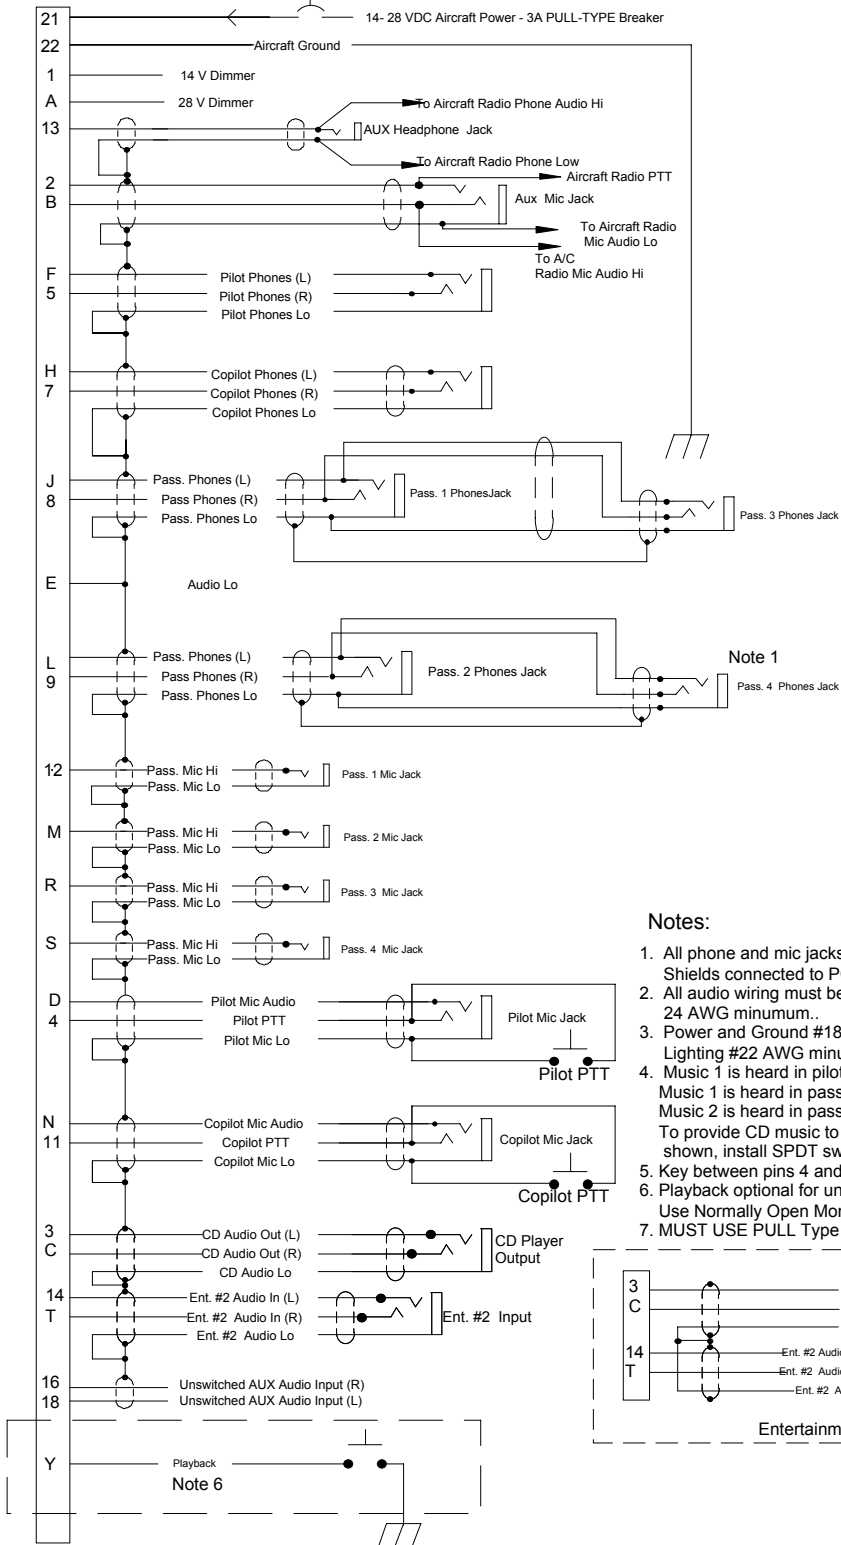 21 14- 28 VDC Aircraft Power - 3A PULL-TYPE Breaker
22 Aircraft Ground
1 14 V Dimmer
A 28 V Dimmer
To Aircraft Radio Phone Audio Hi
13 AUX Headphone Jack
To Aircraft Radio Phone Low
Aircraft Radio PTT
2
B Aux Mic Jack
To Aircraft Radio
Mic Audio Lo
To A/C
Radio Mic Audio Hi
F Pilot Phones (L)
5 Pilot Phones (R)
Pilot Phones Lo
H Copilot Phones (L)
7 Copilot Phones (R)
Copilot Phones Lo
J Pass. Phones (L)
8 Pass Phones (R)
Pass. Phones Lo
Pass. 1 PhonesJack
Pass. 3 Phones Jack
E Audio Lo
L Pass. Phones (L)
9 Pass Phones (R)
Pass. Phones Lo
Pass. 2 Phones Jack
Note 1
Pass. 4 Phones Jack
12 Pass. Mic Hi
Pass. Mic Lo
Pass. 1 Mic Jack
M Pass. Mic Hi
Pass. Mic Lo
Pass. 2 Mic Jack
R Pass. Mic Hi
Pass. Mic Lo
Pass. 3 Mic Jack
S Pass. Mic Hi
Pass. Mic Lo
Pass. 4 Mic Jack
D Pilot Mic Audio
4 Pilot PTT
Pilot Mic Lo
Pilot Mic Jack
Pilot PTT
N Copilot Mic Audio
11 Copilot PTT
Copilot Mic Lo
Copilot Mic Jack
Copilot PTT
3 CD Audio Out (L)
C CD Audio Out (R)
CD Audio Lo
CD Player
Output
14 Ent. #2 Audio In (L)
T Ent. #2 Audio In (R)
Ent. #2 Audio Lo
Ent. #2 Input
16 Unswitched AUX Audio Input (R)
18 Unswitched AUX Audio Input (L)
Y Playback
Note 6
Notes:
1. All phone and mic jacks
Shields connected to
2. All audio wiring must be
24 AWG minumum..
3. Power and Ground #18
Lighting #22 AWG
4. Music 1 is heard in pilot
Music 1 is heard in pass
Music 2 is heard in pass
To provide CD music to
shown, install SPDT
5. Key between pins 4 and
6. Playback optional for
Use Normally Open
7. MUST USE PULL Type
3
C
14 Ent. #2
T Ent. #2
Ent. #2